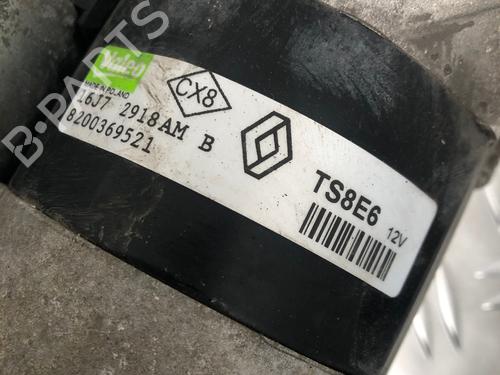 B-PARTS
Valeo
MADE IN POLAND
16J7 2918AM B
8200369521
CX8
TS8E6
12V